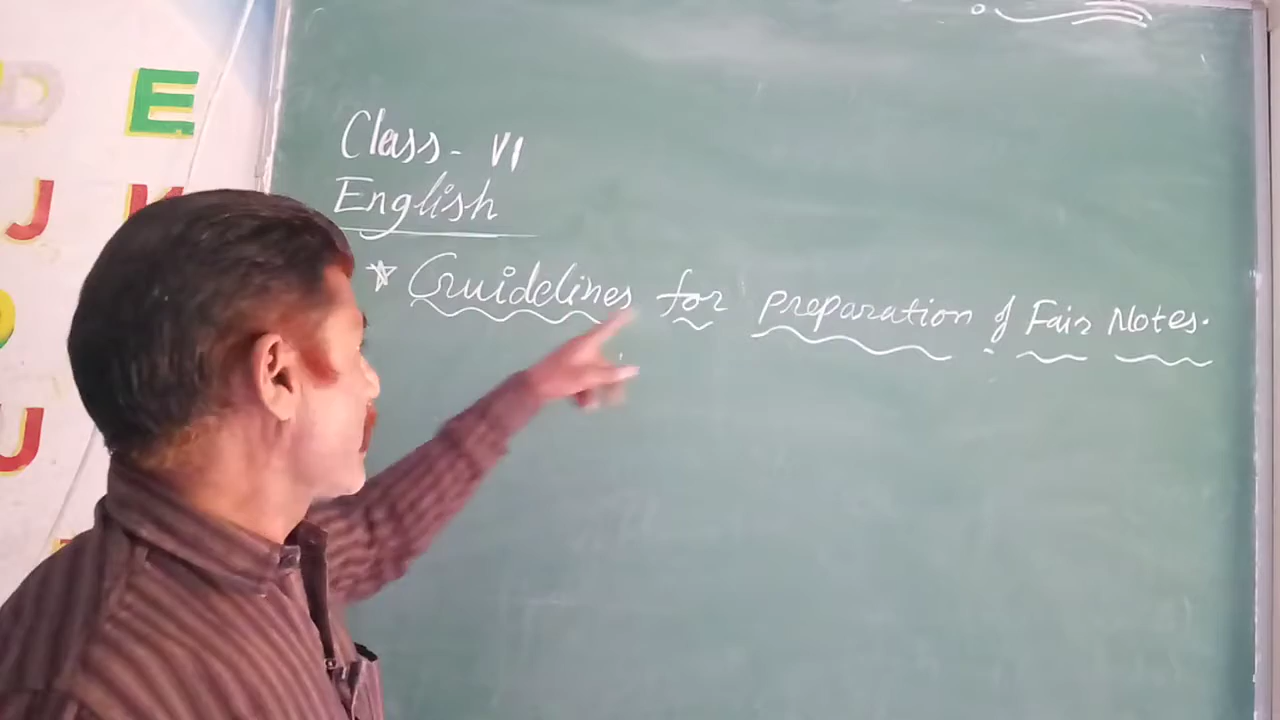 Class- VI
English
* Guidelines for preparation of Fair Notes.
E
D
J
K
U